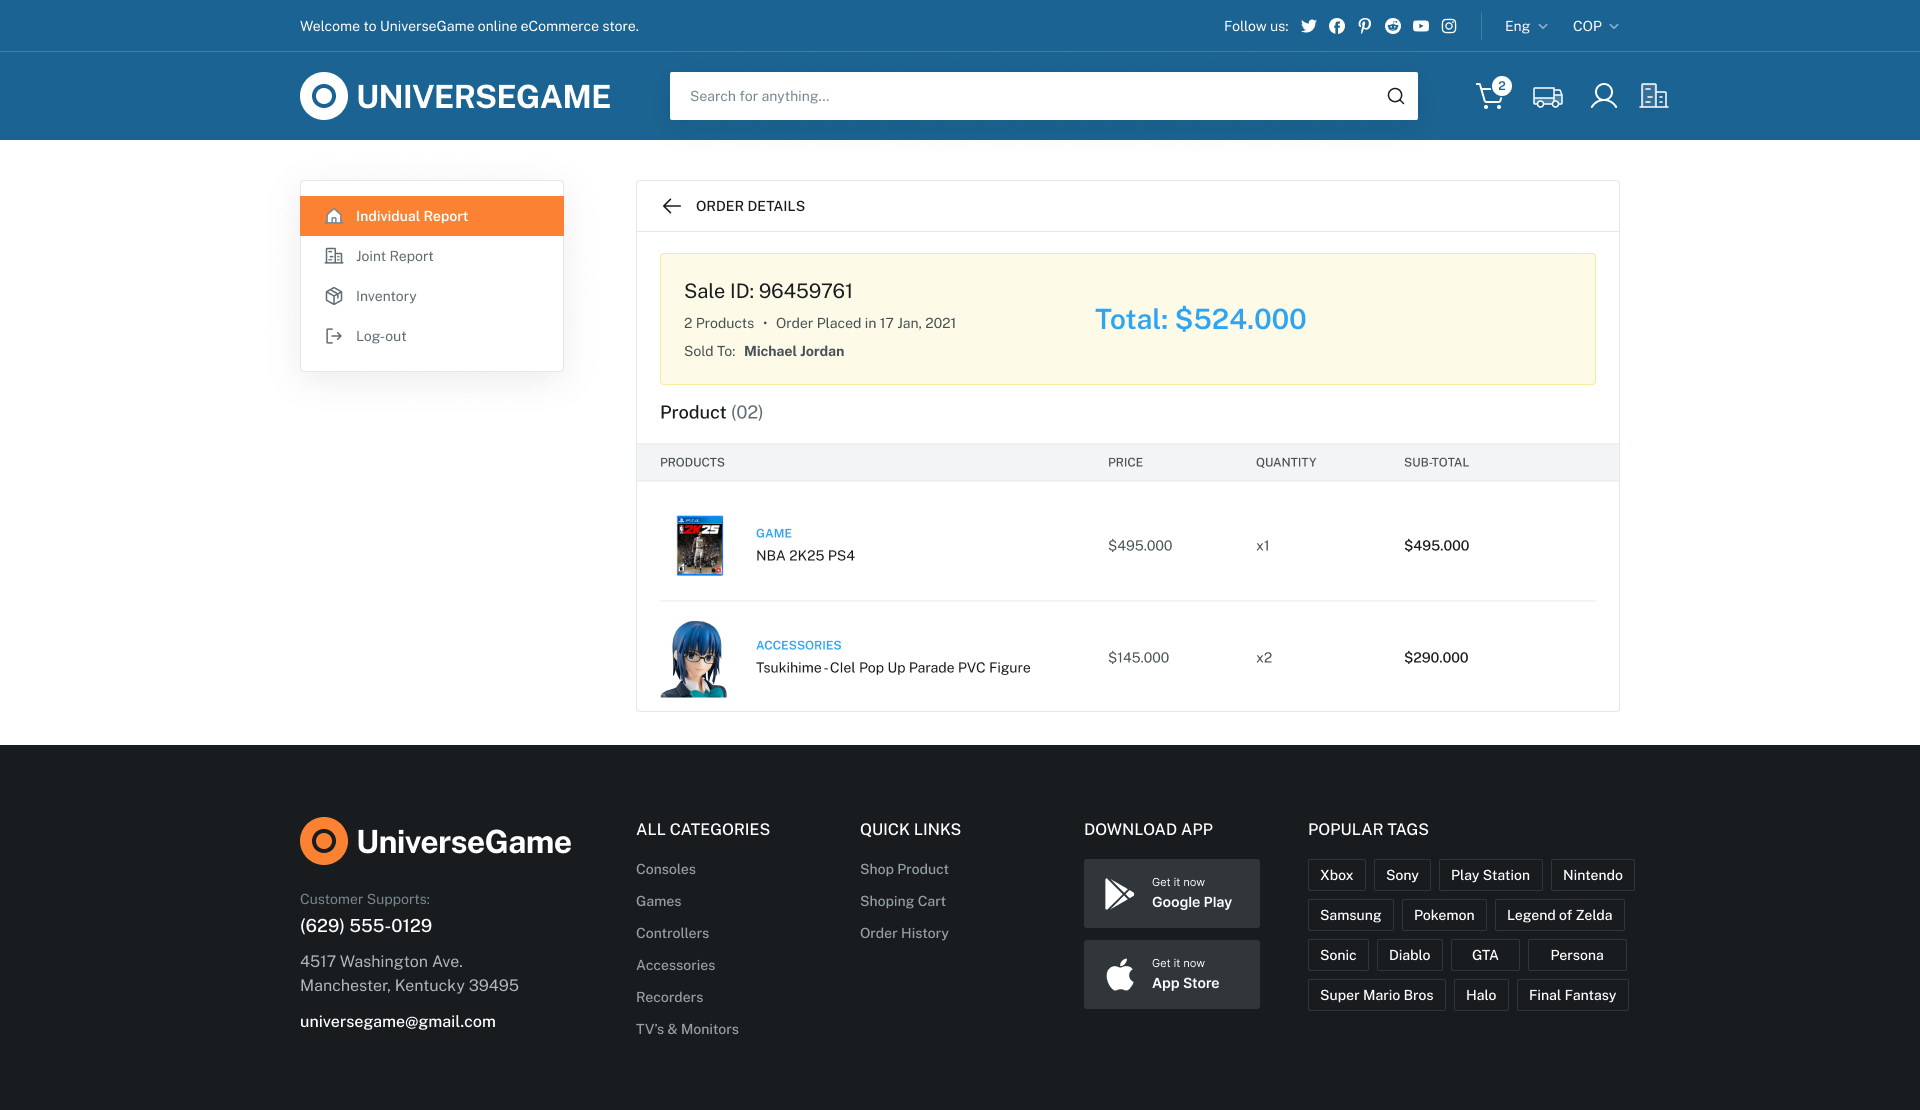 Welcome to UniverseGame online eCommerce store.
Follow us:
Eng
COP
UNIVERSEGAME
Search for anything...
2
Individual Report
Joint Report
Inventory
Log-out
ORDER DETAILS
Sale ID: 96459761
2 Products • Order Placed in 17 Jan, 2021
Sold To: Michael Jordan
Total: $524.000
Product (02)
PRODUCTS PRICE QUANTITY SUB-TOTAL
2K25
GAME
NBA 2K25 PS4
$495.000 x1 $495.000
ACCESSORIES
Tsukihime - CIel Pop Up Parade PVC Figure
$145.000 x2 $290.000
UniverseGame
Customer Supports:
(629) 555-0129
4517 Washington Ave.
Manchester, Kentucky 39495
universegame@gmail.com
ALL CATEGORIES
Consoles
Games
Controllers
Accessories
Recorders
TV's & Monitors
QUICK LINKS
Shop Product
Shoping Cart
Order History
DOWNLOAD APP
Get it now
Google Play
Get it now
App Store
POPULAR TAGS
Xbox Sony Play Station Nintendo
Samsung Pokemon Legend of Zelda
Sonic Diablo GTA Persona
Super Mario Bros Halo Final Fantasy